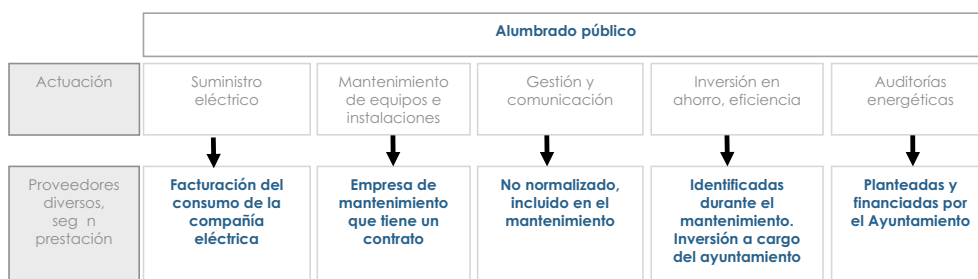 Alumbrado público
Actuación
Suministro
eléctrico
Mantenimiento
de equipos e
instalaciones
Gestión y
comunicación
Inversión en
ahorro, eficiencia
Auditorías
energéticas
Proveedores
diversos,
seg n
prestación
Facturación del
consumo de la
compañía
eléctrica
Empresa de
mantenimiento
que tiene un
contrato
No normalizado,
incluido en el
mantenimiento
Identificadas
durante el
mantenimiento.
Inversión a cargo
del ayuntamiento
Planteadas y
financiadas por
el Ayuntamiento